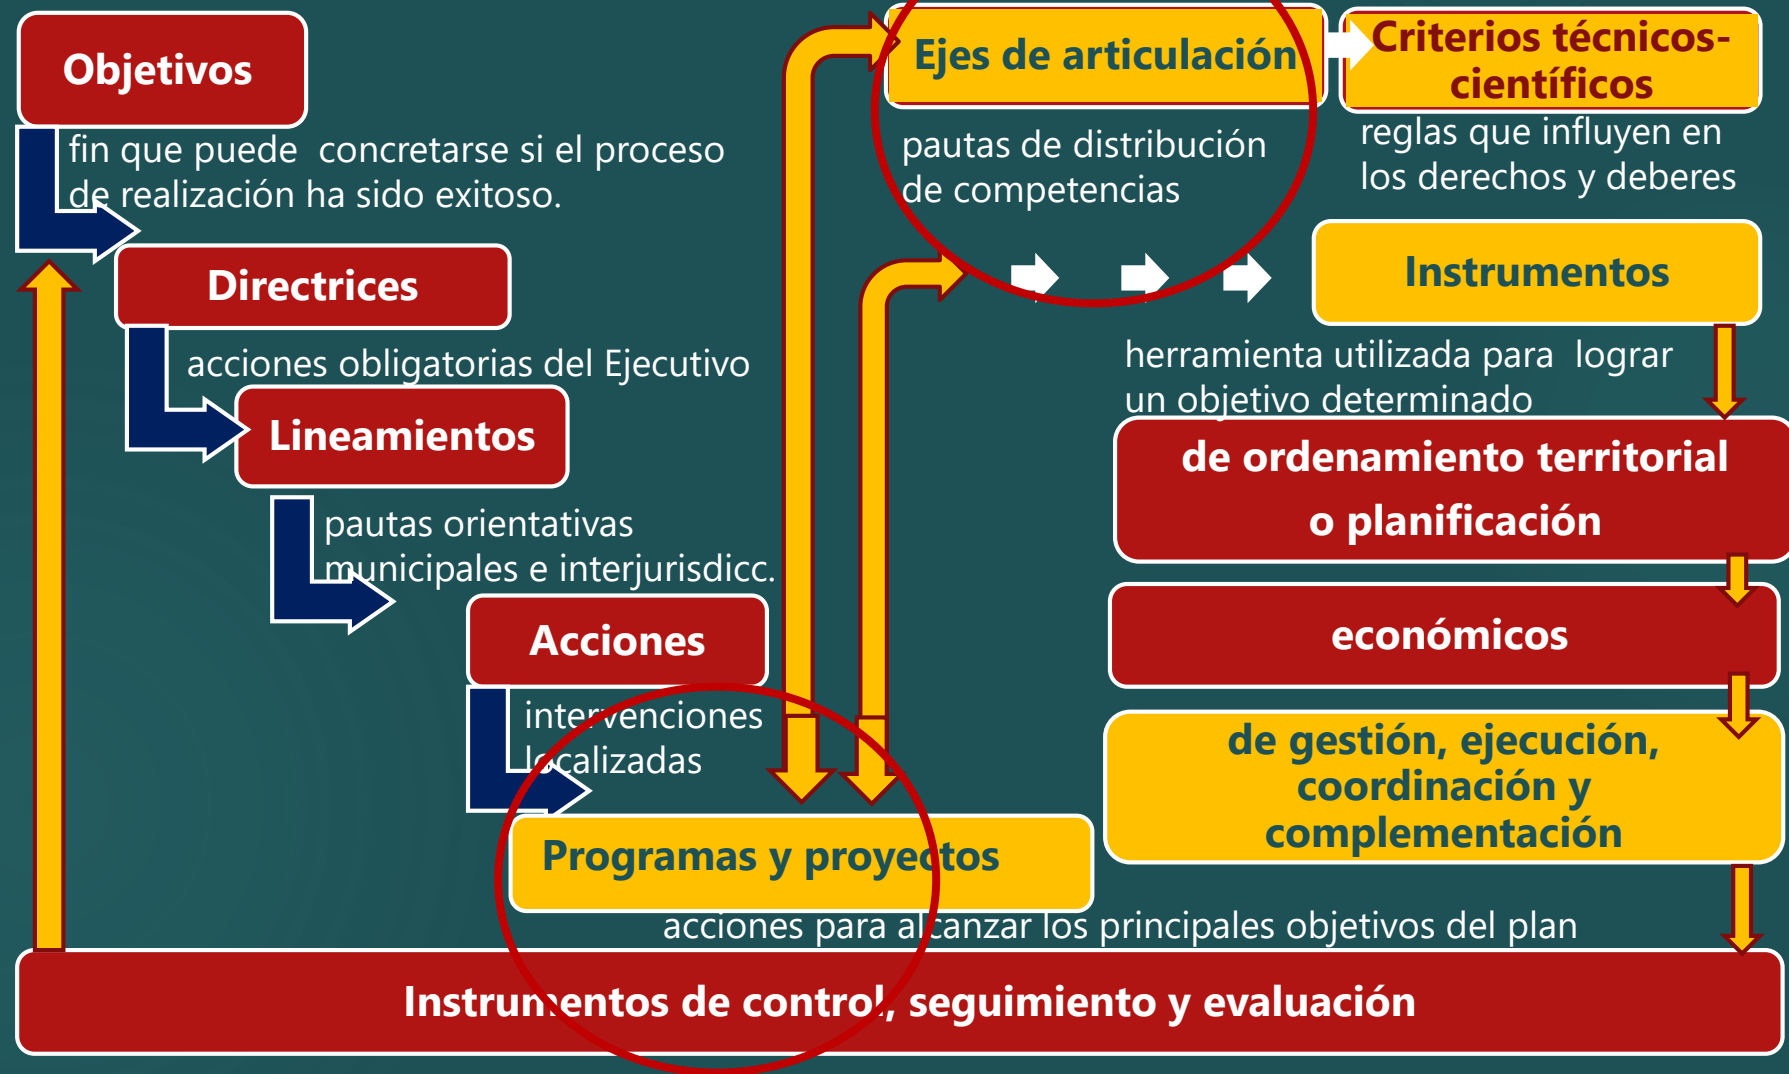 Objetivos
fin que puede concretarse si el proceso
de realización ha sido exitoso.
Directrices
acciones obligatorias del Ejecutivo
Lineamientos
pautas orientativas
municipales e interjurisdicc.
Acciones
intervenciones
localizadas
Programas y proyectos
acciones para alcanzar los principales objetivos del plan
Ejes de articulación
pautas de distribución
de competencias
Criterios técnicos-
científicos
reglas que influyen en
los derechos y deberes
Instrumentos
herramienta utilizada para lograr
un objetivo determinado
de ordenamiento territorial
o planificación
económicos
de gestión, ejecución,
coordinación y
complementación
Instrumentos de control, seguimiento y evaluación